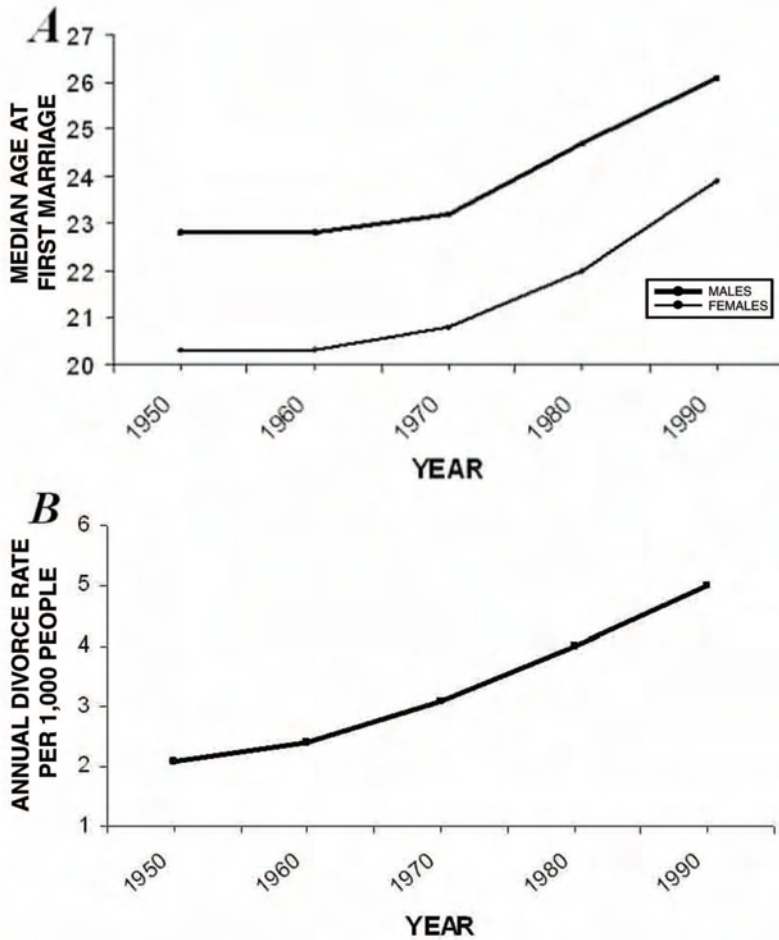 A
27
26
25
24
23
22
21
20
MEDIAN AGE AT
FIRST MARRIAGE
MALES
FEMALES
1950
1960
1970
1980
1990
YEAR
B
6
5
4
3
2
1
ANNUAL DIVORCE RATE
PER 1,000 PEOPLE
1950
1960
1970
1980
1990
YEAR